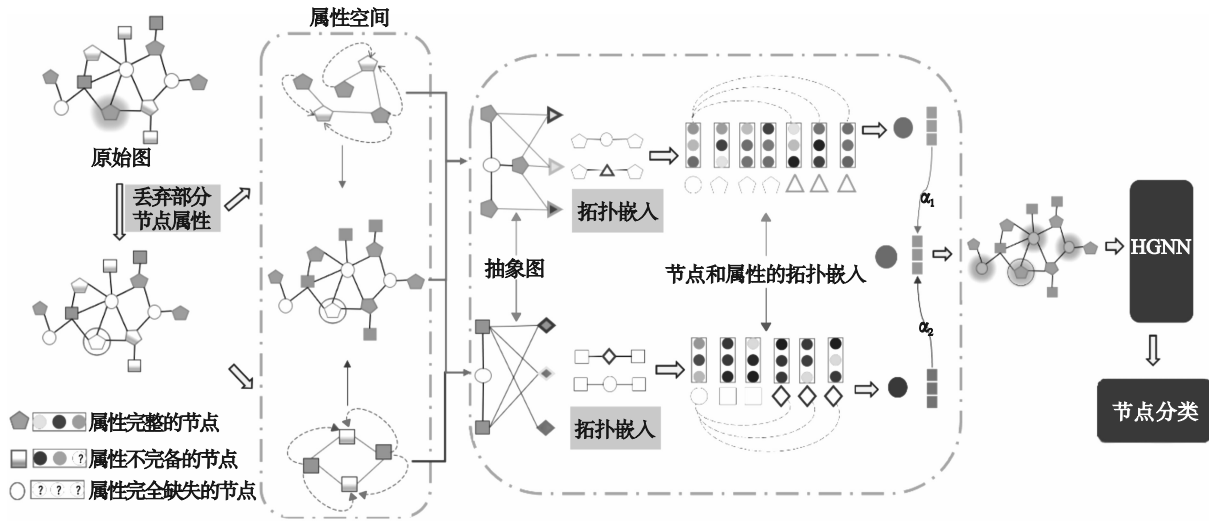 属性空间
原始图
丢弃部分
节点属性
拓扑嵌入
抽象图
节点和属性的拓扑嵌入
拓扑嵌入
α1
α2
HGNN
节点分类
属性完整的节点
? 属性不完备的节点
? ? ? 属性完全缺失的节点